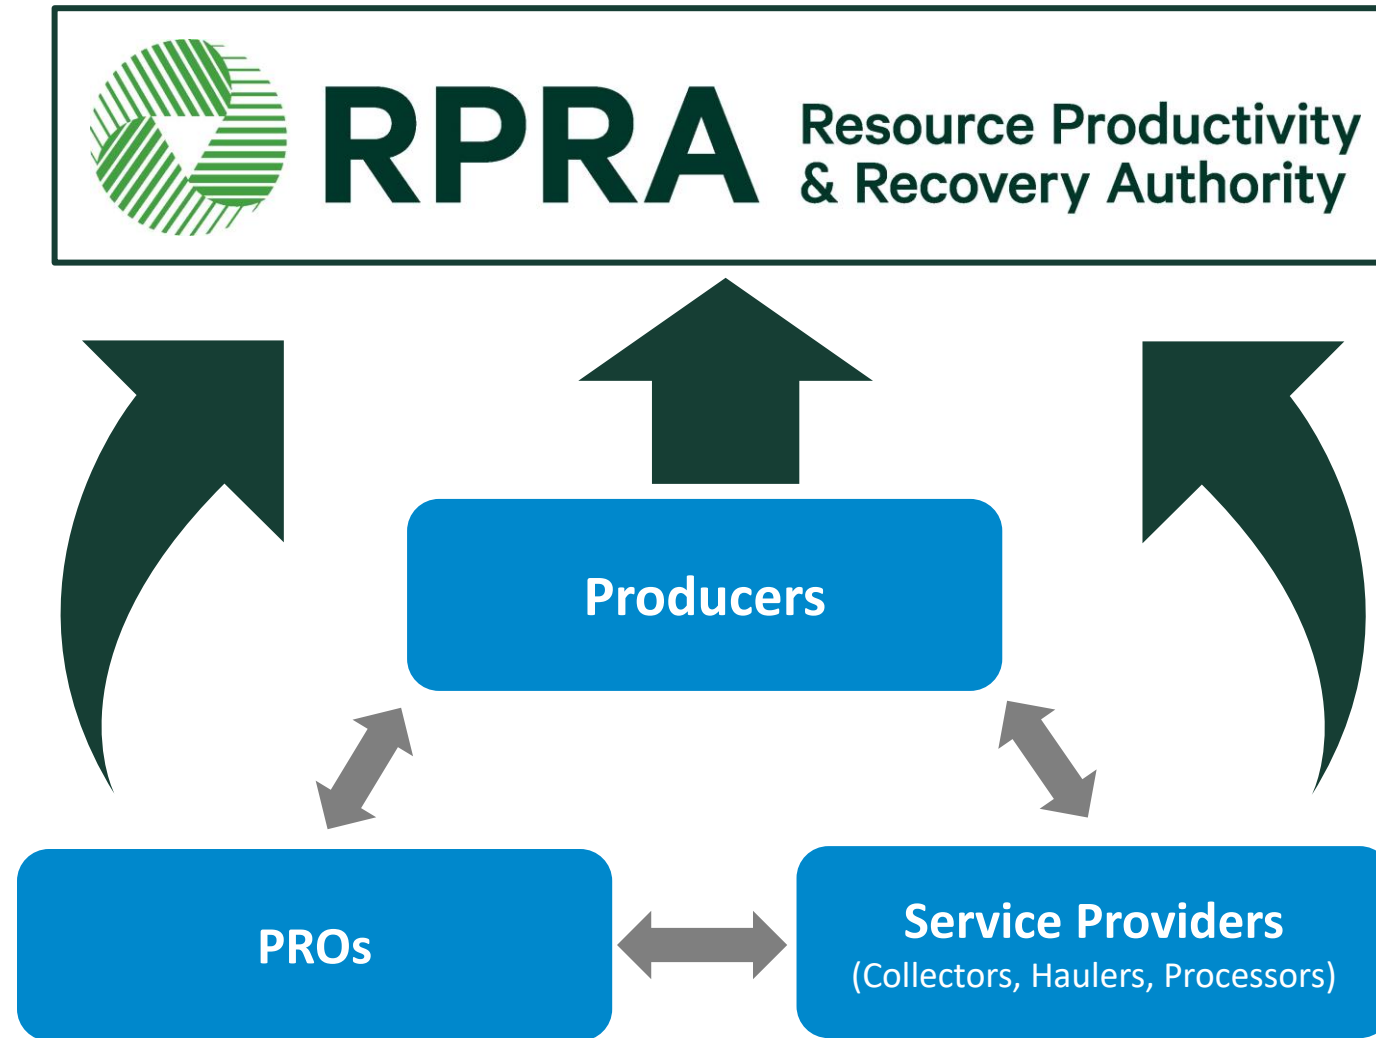 RPRA
Resource Productivity
& Recovery Authority
Producers
PROs
Service Providers
(Collectors, Haulers, Processors)